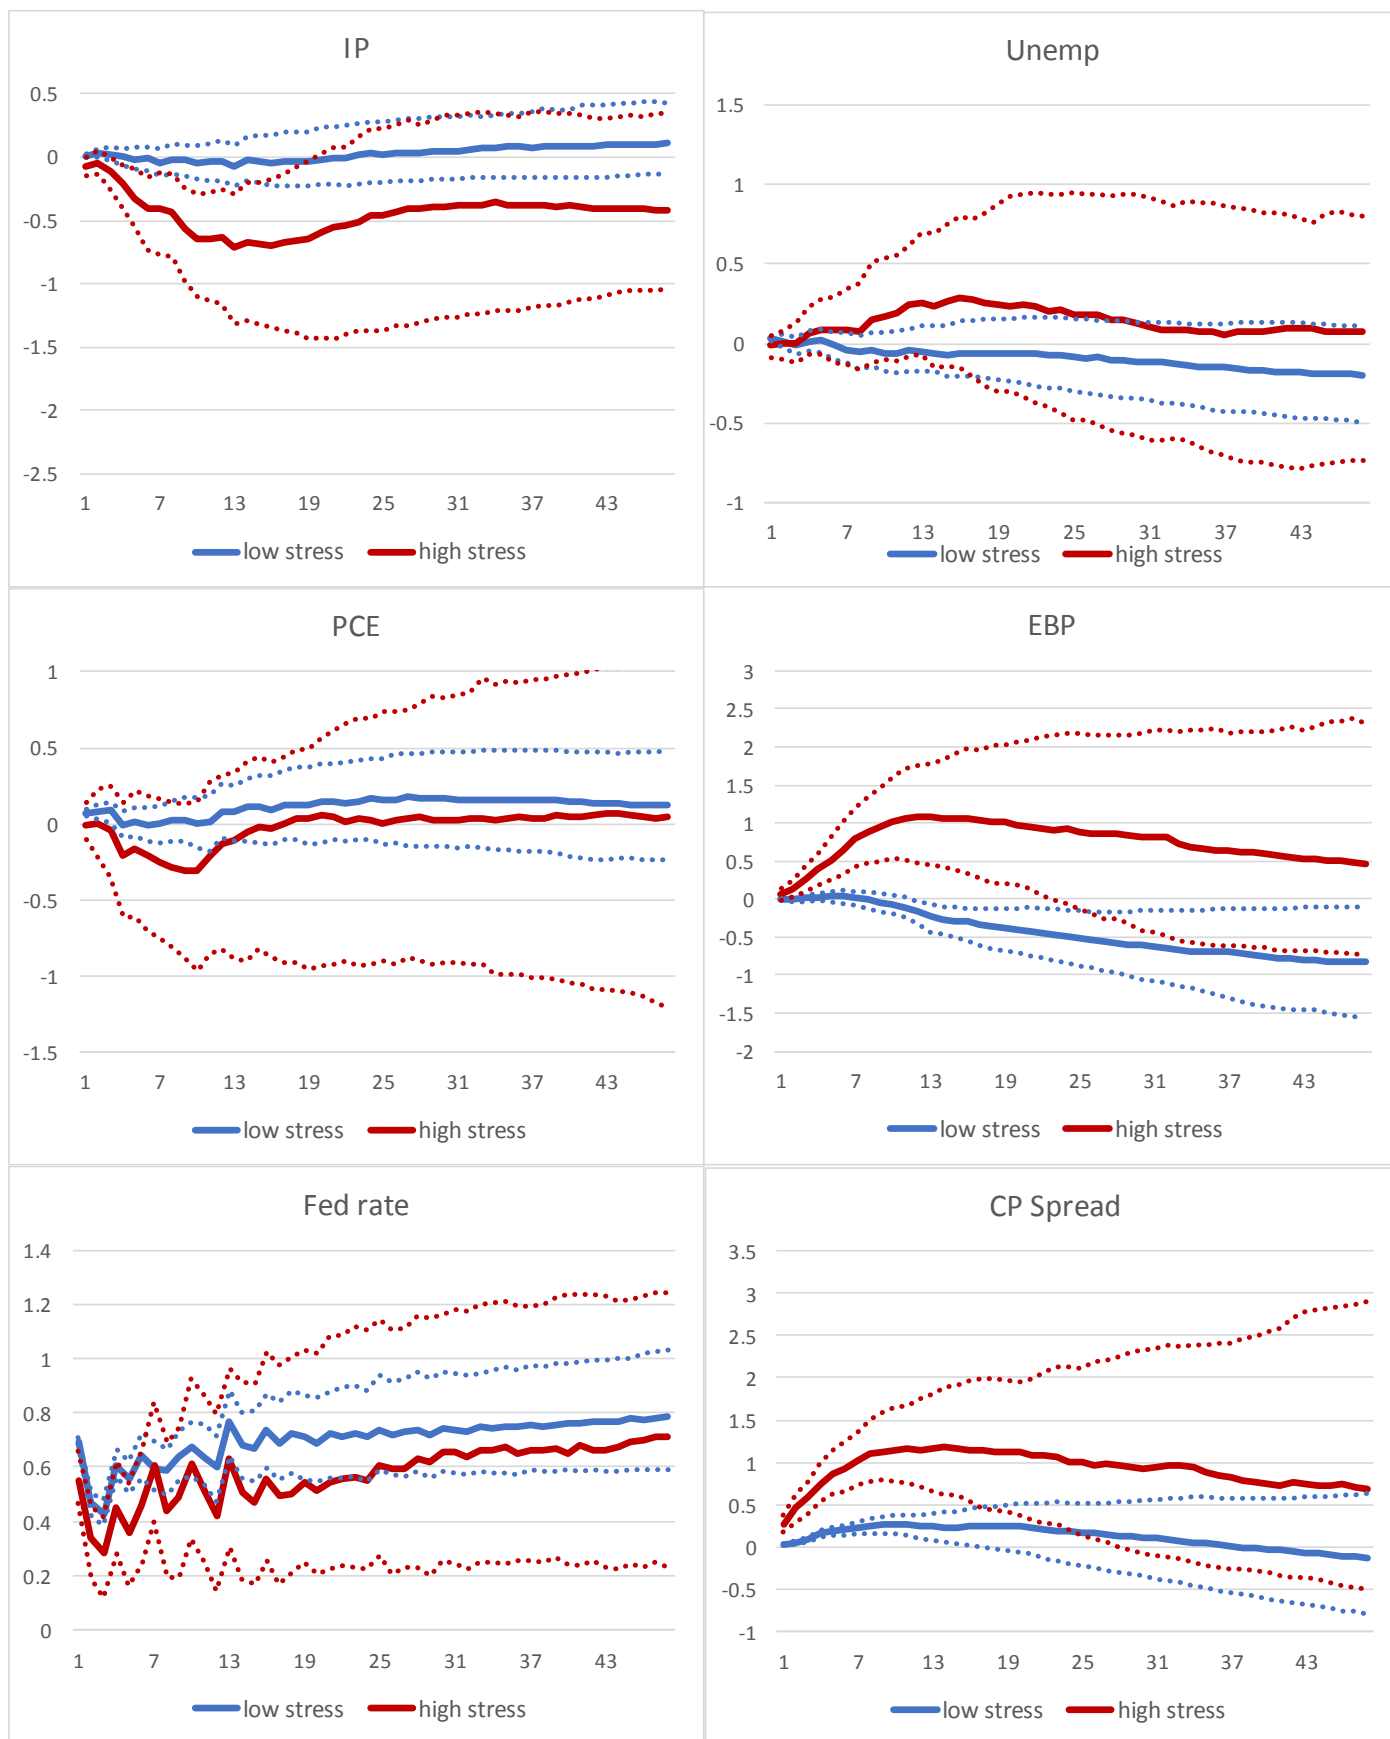 IP
0.5
0
-0.5
-1
-1.5
-2
-2.5
1 7 13 19 25 31 37 43
low stress high stress
Unemp
1.5
1
0.5
0
-0.5
-1
1 7 13 19 25 31 37 43
low stress high stress
PCE
1
0.5
0
-0.5
-1
-1.5
1 7 13 19 25 31 37 43
low stress high stress
EBP
3
2.5
2
1.5
1
0.5
0
-0.5
-1
-1.5
-2
1 7 13 19 25 31 37 43
low stress high stress
Fed rate
1.4
1.2
1
0.8
0.6
0.4
0.2
0
1 7 13 19 25 31 37 43
low stress high stress
CP Spread
3.5
3
2.5
2
1.5
1
0.5
0
-0.5
-1
1 7 13 19 25 31 37 43
low stress high stress